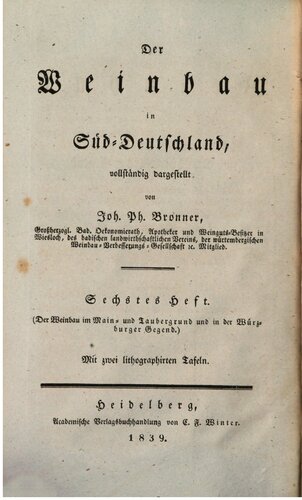 Der
Weinbau
in
Süd-Deutschland,
vollständig dargestellt
von
Joh. Ph. Bronner,
Großherzogl. Bad. Oekonomierath, Apotheker und Weinguts-Besitzer in
Wiesloch, des badischen landwirthschaftlichen Vereins, der würtembergischen
Weinbau-Verbesserungs-Gesellschaft ꝛc. Mitglied.
Sechstes Heft.
(Der Weinbau im Main- und Taubergrund und in der Würz-
burger Gegend.)
Mit zwei lithographirten Tafeln.
Heidelberg,
Academische Verlagsbuchhandlung von C. F. Winter.
1839.